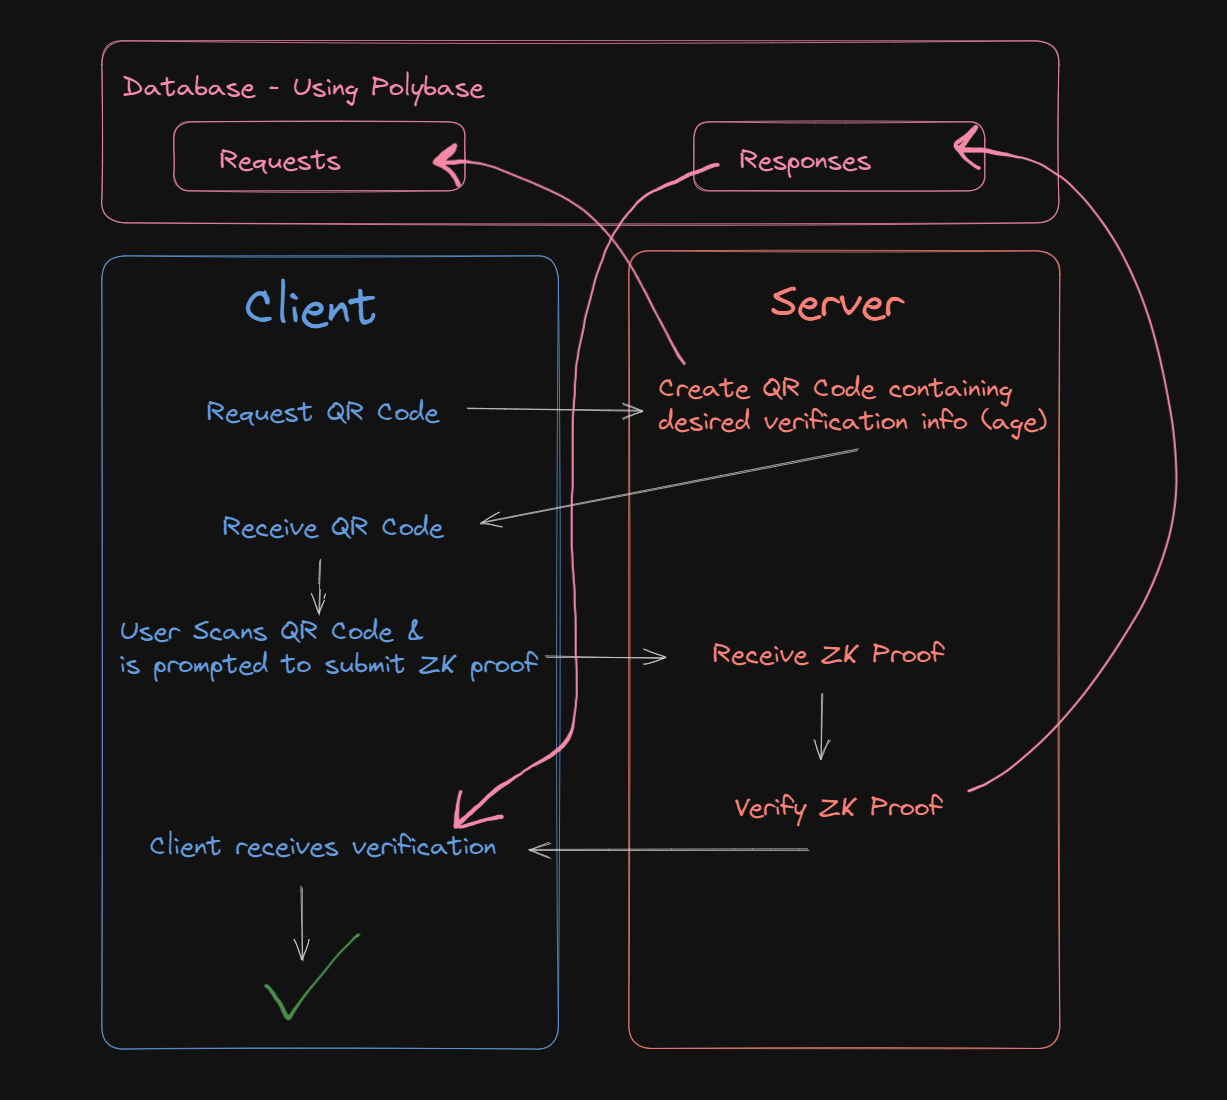 Database - Using Polybase
Requests
Responses
Client
Server
Request QR Code
Create QR Code containing
desired verification info (age)
Receive QR Code
User Scans QR Code &
is prompted to submit ZK proof
Receive ZK Proof
Verify ZK Proof
Client receives verification